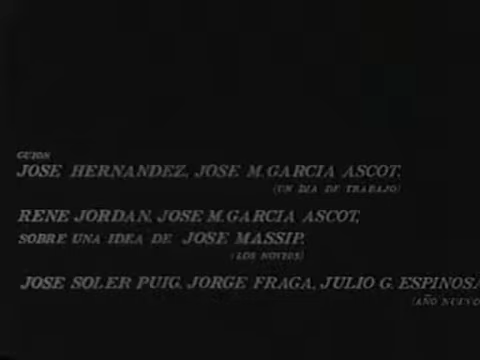 GUION
JOSE HERNANDEZ, JOSE M. GARCIA ASCOT.
(UN DIA DE TRABAJO)
RENE JORDAN, JOSE M. GARCIA ASCOT,
SOBRE UNA IDEA DE JOSE MASSIP.
(LOS NOVIOS)
JOSE SOLER PUIG, JORGE FRAGA, JULIO G. ESPINOSA
(AÑO NUEVO